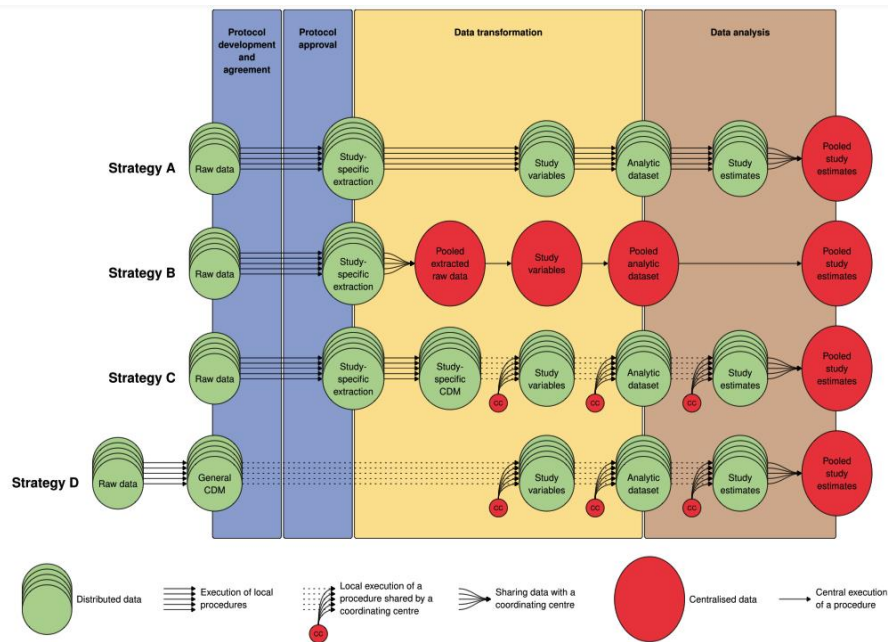 Protocol
development
and
agreement
Protocol
approval
Data transformation
Data analysis
Strategy A
Raw data
Study-
specific
extraction
Study
variables
Analytic
dataset
Study
estimates
Pooled
study
estimates
Strategy B
Raw data
Study-
specific
extraction
Pooled
extracted
raw data
Study
variables
Pooled
analytic
dataset
Pooled
study
estimates
Strategy C
Raw data
Study-
specific
extraction
Study-
specific
CDM
CC
Study
variables
CC
Analytic
dataset
CC
Study
estimates
Pooled
study
estimates
Strategy D
Raw data
General
CDM
CC
Study
variables
CC
Analytic
dataset
CC
Study
estimates
Pooled
study
estimates
Distributed data
Execution of local
procedures
Local execution of a
procedure shared by a
coordinating centre
CC
Sharing data with a
coordinating centre
Centralised data
Central execution
of a procedure